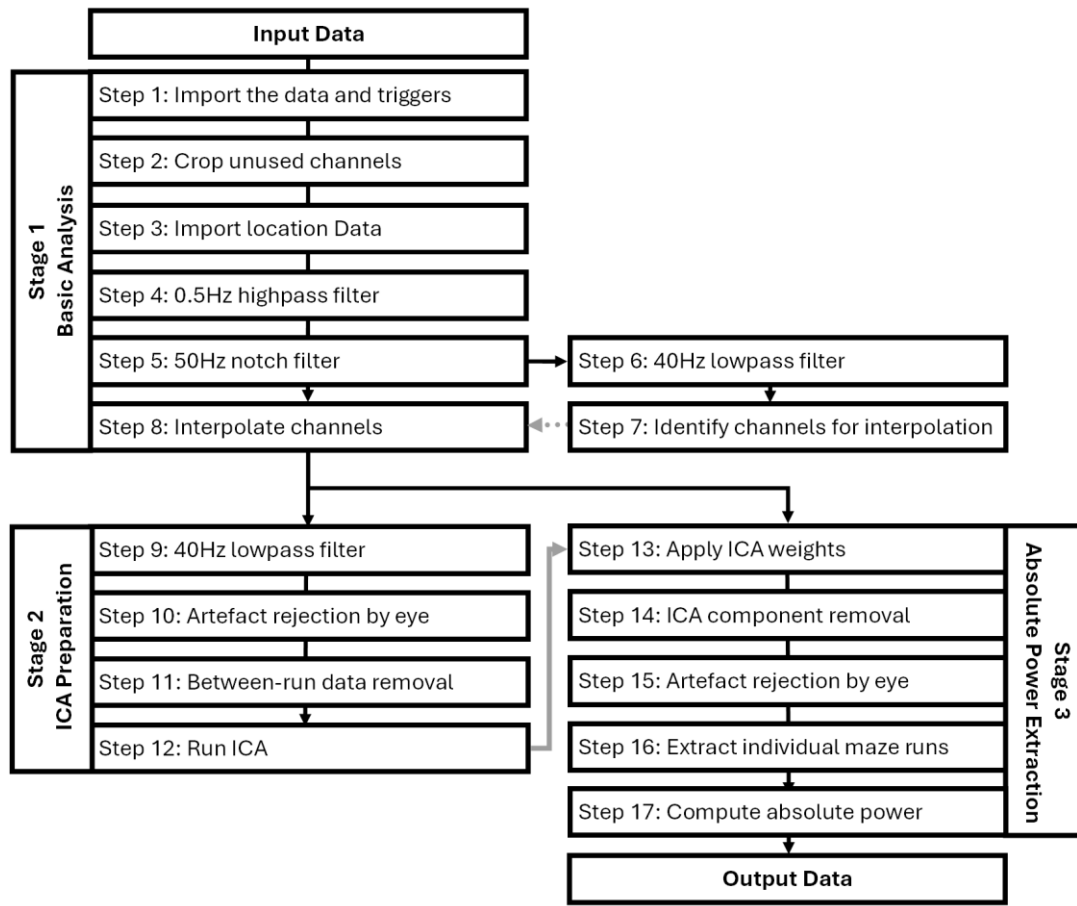 Input Data
Stage 1
Basic Analysis
Step 1: Import the data and triggers
Step 2: Crop unused channels
Step 3: Import location Data
Step 4: 0.5Hz highpass filter
Step 5: 50Hz notch filter
Step 6: 40Hz lowpass filter
Step 8: Interpolate channels
Step 7: Identify channels for interpolation
Stage 2
ICA Preparation
Step 9: 40Hz lowpass filter
Step 10: Artefact rejection by eye
Step 11: Between-run data removal
Step 12: Run ICA
Step 13: Apply ICA weights
Step 14: ICA component removal
Step 15: Artefact rejection by eye
Step 16: Extract individual maze runs
Step 17: Compute absolute power
Stage 3
Absolute Power Extraction
Output Data